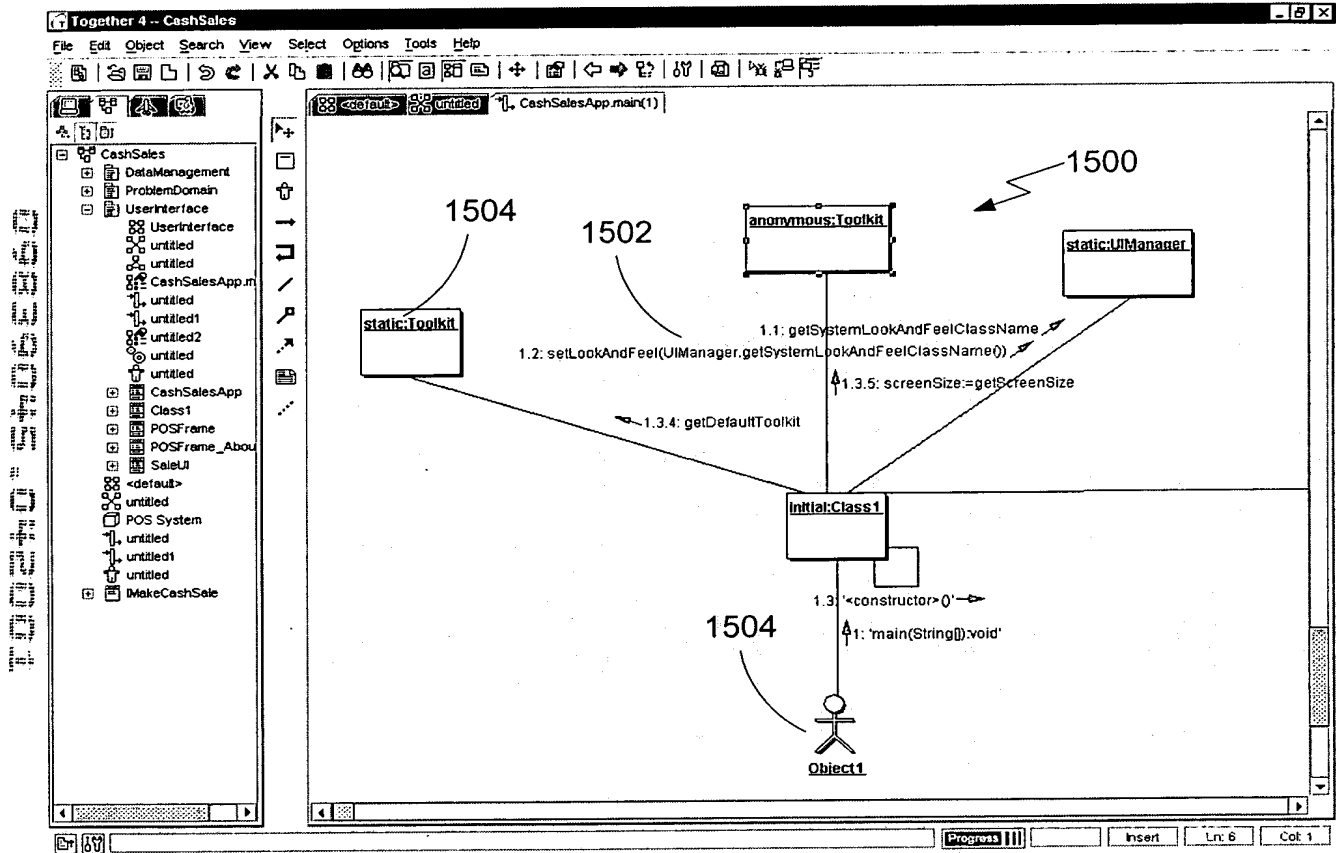 Together 4 -- CashSales
File Edit Object Search View Select Options Tools Help
<default> untitled CashSalesApp.main(1)
CashSales
DataManagement
ProblemDomain
UserInterface
UserInterface
untitled
untitled
CashSalesApp.m
untitled
untitled1
untitled2
untitled
untitled
CashSalesApp
Class1
POSFrame
POSFrame_Abou
SaleUI
<default>
untitled
POS System
untitled
untitled1
untitled
IMakeCashSale
1500
1504
1502
anonymous:Toolkit
static:UIManager
static:Toolkit
1.1: getSystemLookAndFeelClassName
1.2: setLookAndFeel(UIManager.getSystemLookAndFeelClassName())
1.3.5: screenSize:=getScreenSize
1.3.4: getDefaultToolkit
Initial:Class1
1.3: '<constructor>()'
1504
1: 'main(String[]):void'
Object1
Progress Insert Ln: 6 Col: 1